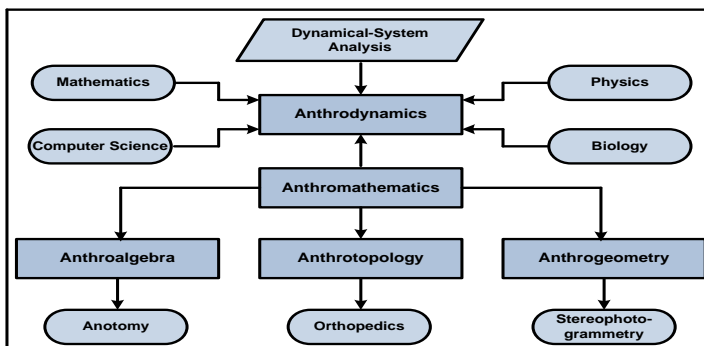 Dynamical-System
Analysis
Mathematics
Physics
Anthrodynamics
Computer Science
Biology
Anthromathematics
Anthroalgebra
Anthrotopology
Anthrogeometry
Anotomy
Orthopedics
Stereophoto-
grammetry